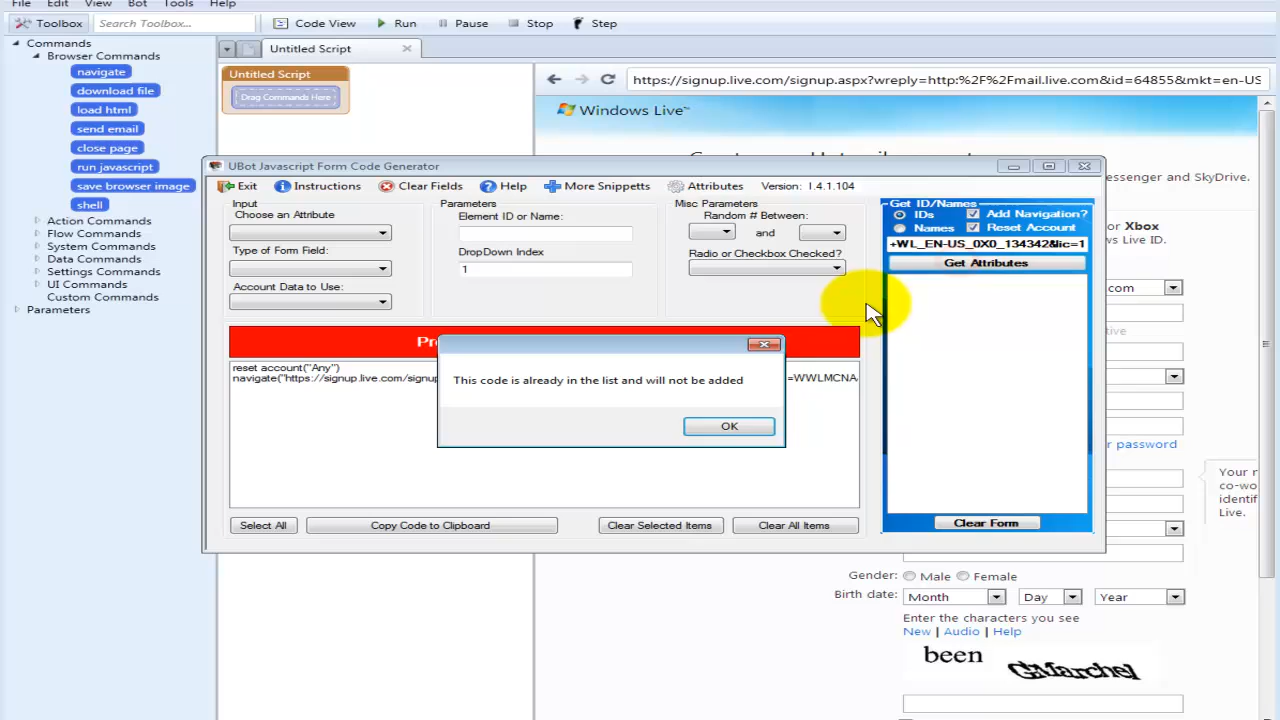 File Edit View Bot Tools Help
Toolbox Search Toolbox... Code View Run Pause Stop Step
Commands
Browser Commands
navigate
download file
load html
send email
close page
run javascript
save browser image
shell
Action Commands
Flow Commands
System Commands
Data Commands
Settings Commands
UI Commands
Custom Commands
Parameters
Untitled Script
Untitled Script
Drag Commands Here
https://signup.live.com/signup.aspx?wreply=http:%2F%2Fmail.live.com&id=64855&mkt=en-US
Windows Live™
UBot Javascript Form Code Generator
Exit Instructions Clear Fields Help More Snippetts Attributes Version: 1.4.1.104
Input
Choose an Attribute
Type of Form Field:
Account Data to Use:
Parameters
Element ID or Name:
DropDown Index
1
Misc Parameters
Random # Between:
and
Radio or Checkbox Checked?
Get ID/Names
IDs Add Navigation?
Names Reset Account
+WL_EN-US_0X0_134342&lic=1
Get Attributes
Clear Form
reset account("Any")
navigate("https://signup.live.com/signup =WWLMCNA
This code is already in the list and will not be added
OK
Select All Copy Code to Clipboard Clear Selected Items Clear All Items
essenger and SkyDrive.
or Xbox
ws Live ID.
.com
password
Your
co-wo
identif
Live.
Gender: Male Female
Birth date: Month Day Year
Enter the characters you see
New | Audio | Help
been